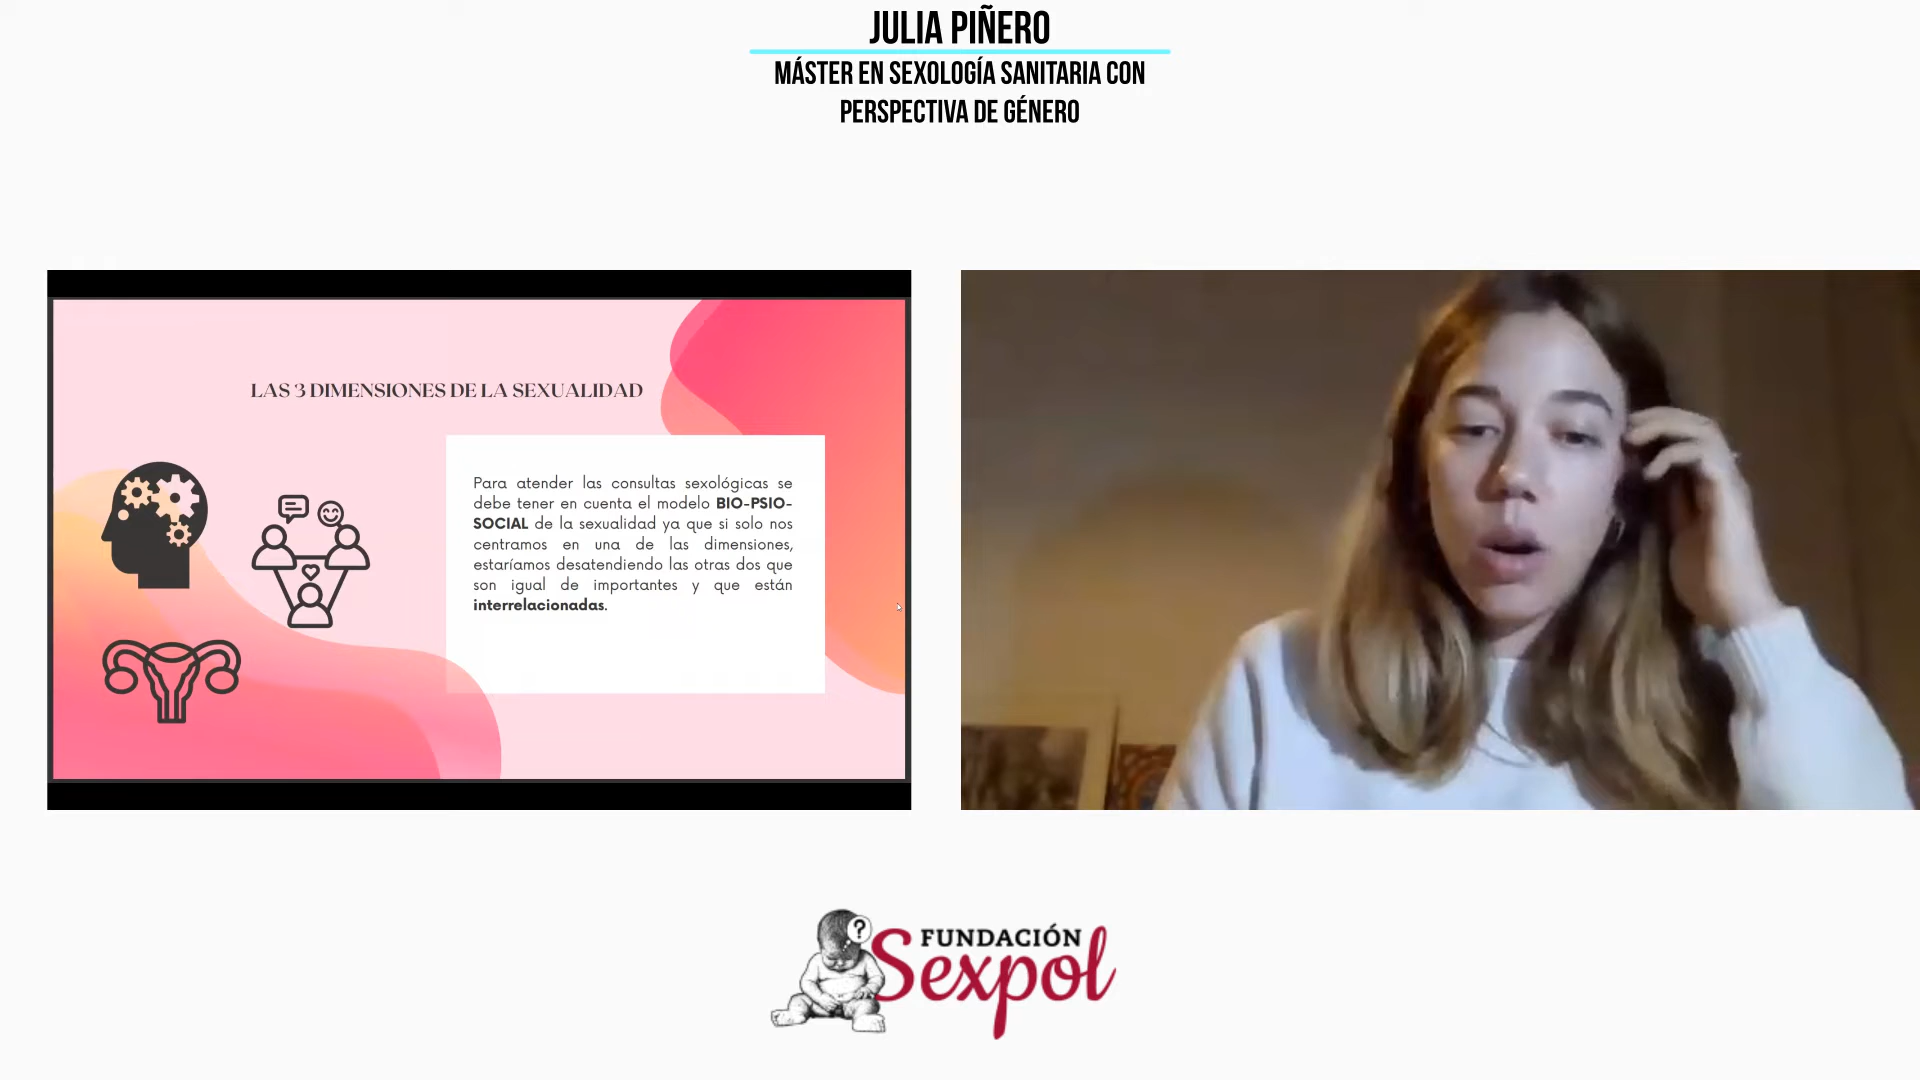 JULIA PIÑERO
MÁSTER EN SEXOLOGÍA SANITARIA CON
PERSPECTIVA DE GÉNERO
LAS 3 DIMENSIONES DE LA SEXUALIDAD
Para atender las consultas sexológicas se
debe tener en cuenta el modelo BIO-PSIO-
SOCIAL de la sexualidad ya que si solo nos
centramos en una de las dimensiones,
estaríamos desatendiendo las otras dos que
son igual de importantes y que están
interrelacionadas.
?
FUNDACIÓN
Sexpol